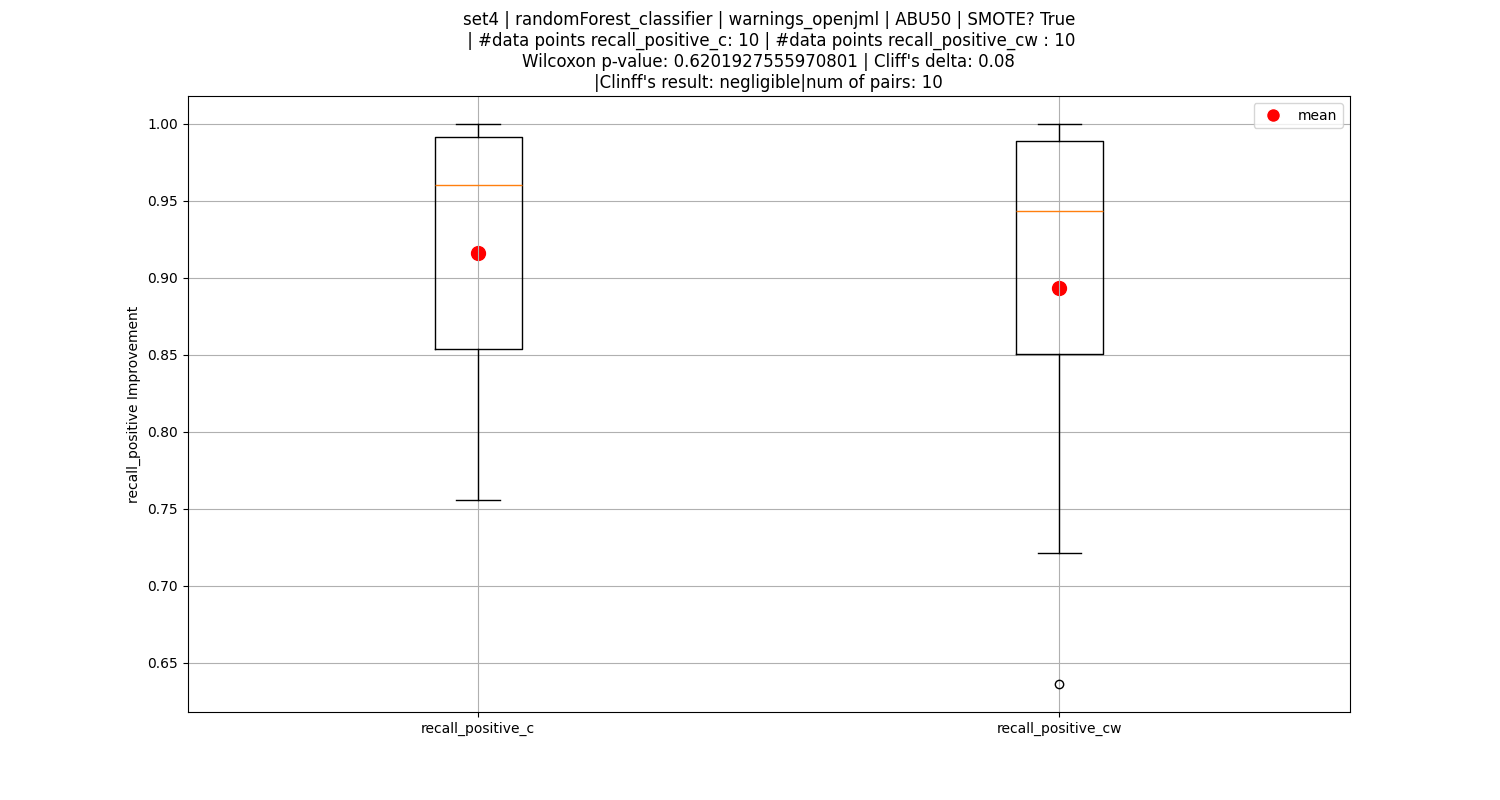 set4 | randomForest_classifier | warnings_openjml | ABU50 | SMOTE? True
| #data points recall_positive_c: 10 | #data points recall_positive_cw : 10
Wilcoxon p-value: 0.6201927555970801 | Cliff's delta: 0.08
|Clinff's result: negligible|num of pairs: 10
mean
1.00
0.95
0.90
0.85
0.80
0.75
0.70
0.65
recall_positive Improvement
recall_positive_c
recall_positive_cw